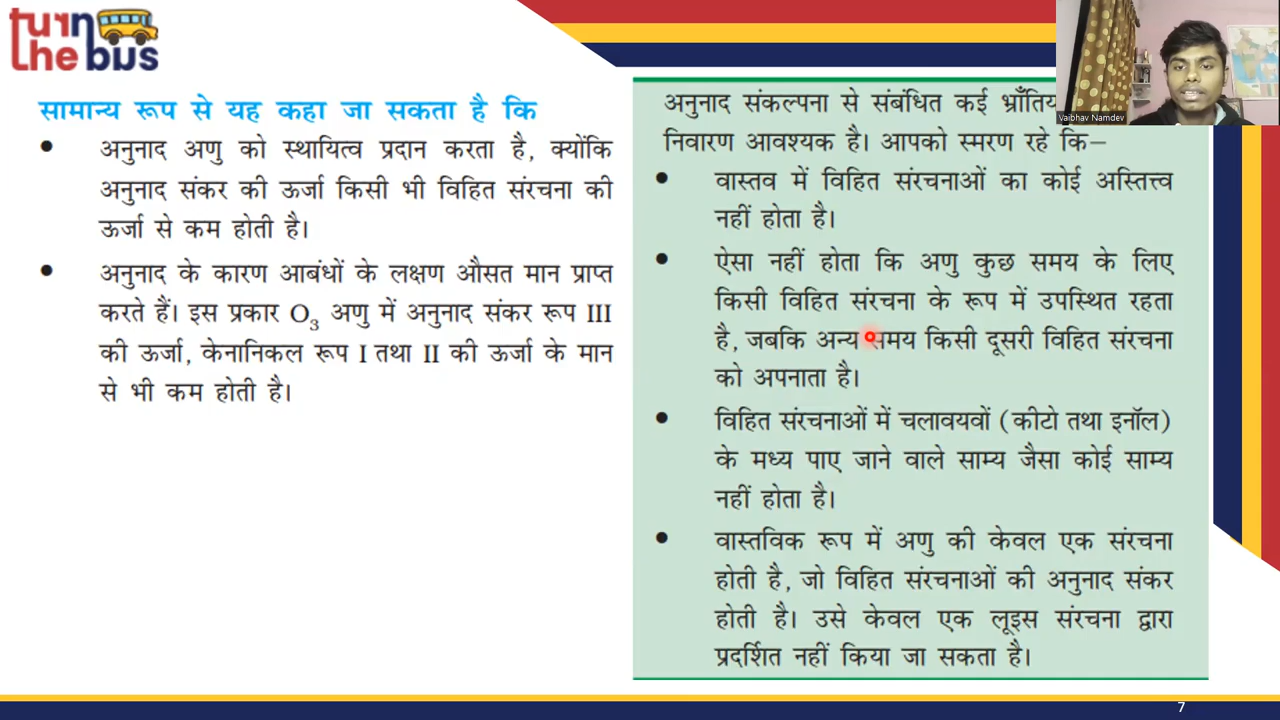 turn
the bus
सामान्य रूप से यह कहा जा सकता है कि
• अनुनाद अणु को स्थायित्व प्रदान करता है, क्योंकि
अनुनाद संकर की ऊर्जा किसी भी विहित संरचना की
ऊर्जा से कम होती है।
• अनुनाद के कारण आबंधों के लक्षण औसत मान प्राप्त
करते हैं। इस प्रकार O3 अणु में अनुनाद संकर रूप III
की ऊर्जा, केनानिकल रूप I तथा II की ऊर्जा के मान
से भी कम होती है।
अनुनाद संकल्पना से संबंधित कई
निवारण आवश्यक है। आपको स्मरण रहे कि–
• वास्तव में विहित संरचनाओं का कोई अस्तित्त्व
नहीं होता है।
• ऐसा नहीं होता कि अणु कुछ समय के लिए
किसी विहित संरचना के रूप में उपस्थित रहता
है, जबकि अन्य समय किसी दूसरी विहित संरचना
को अपनाता है।
• विहित संरचनाओं में चलावयवों (कीटो तथा इनॉल)
के मध्य पाए जाने वाले साम्य जैसा कोई साम्य
नहीं होता है।
• वास्तविक रूप में अणु की केवल एक संरचना
होती है, जो विहित संरचनाओं की अनुनाद संकर
होती है। उसे केवल एक लूइस संरचना द्वारा
प्रदर्शित नहीं किया जा सकता है।
Vaibhav Namdev
7